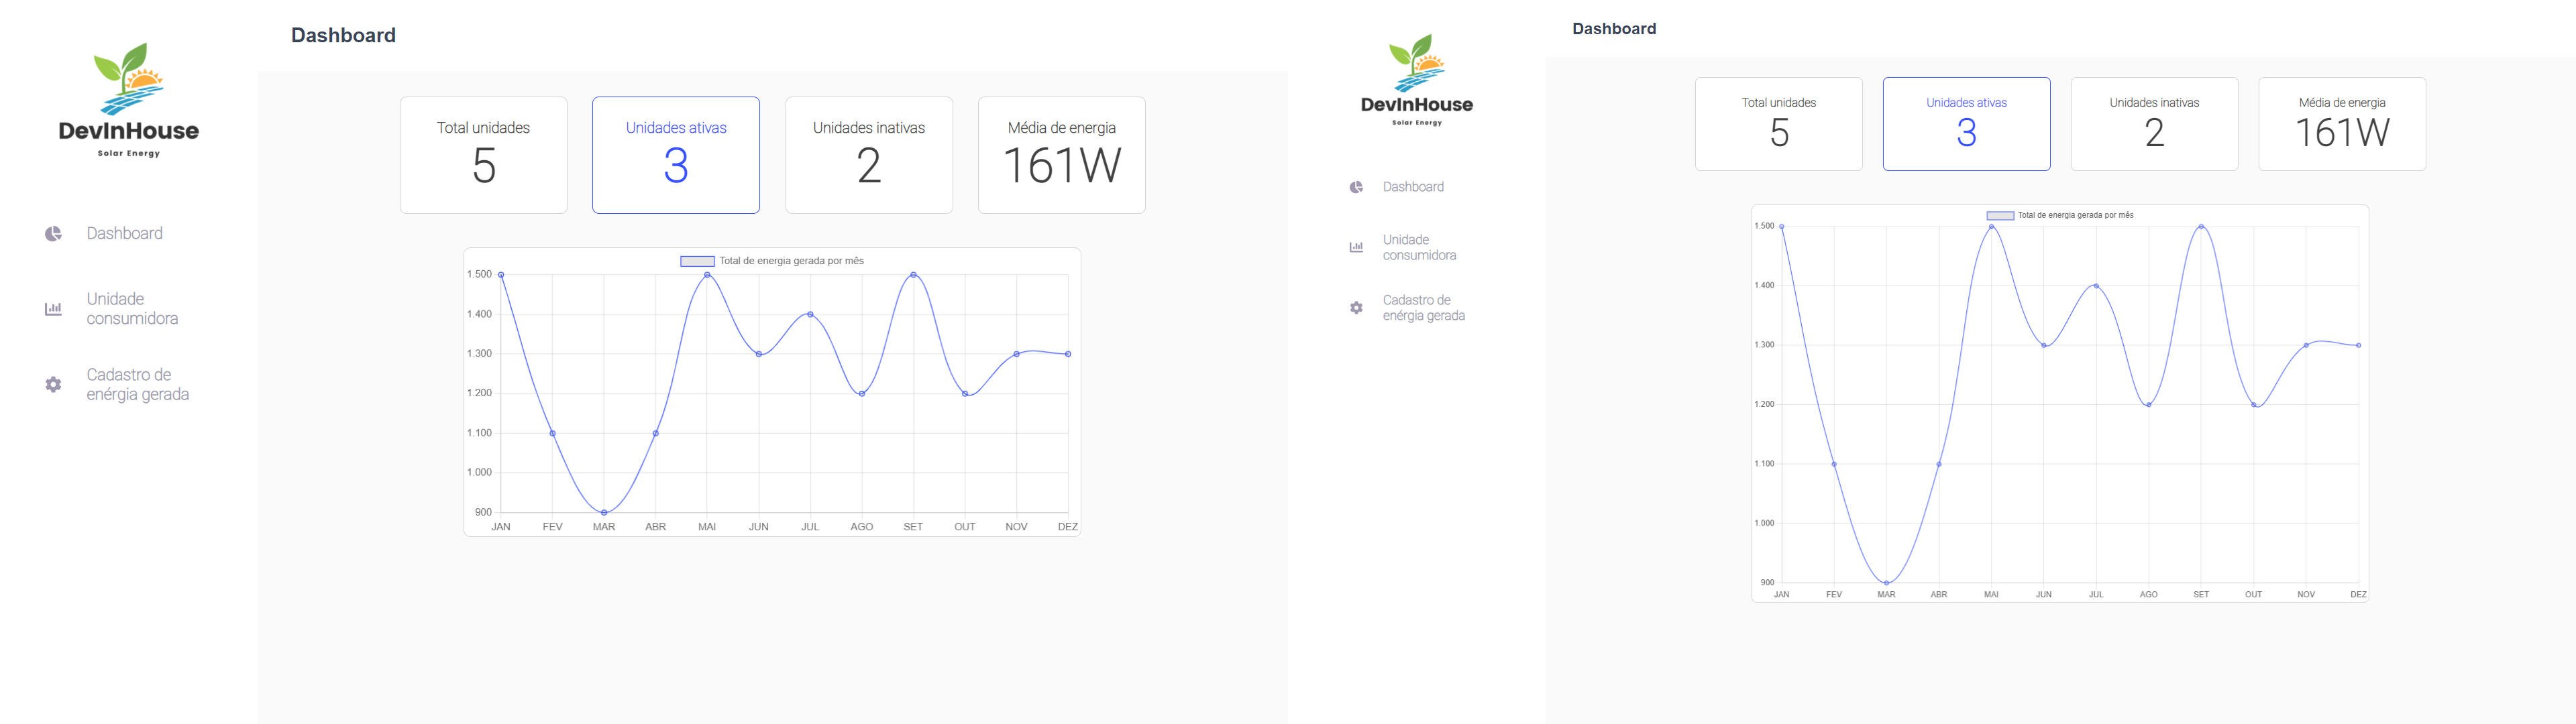 DevInHouse
Solar Energy
Dashboard
Unidade
consumidora
Cadastro de
enérgia gerada
Dashboard
Total unidades
5
Unidades ativas
3
Unidades inativas
2
Média de energia
161W
Total de energia gerada por mês
1.500
1.400
1.300
1.200
1.100
1.000
900
JAN FEV MAR ABR MAI JUN JUL AGO SET OUT NOV DEZ
DevInHouse
Solar Energy
Dashboard
Unidade
consumidora
Cadastro de
enérgia gerada
Dashboard
Total unidades
5
Unidades ativas
3
Unidades inativas
2
Média de energia
161W
Total de energia gerada por mês
1.500
1.400
1.300
1.200
1.100
1.000
900
JAN FEV MAR ABR MAI JUN JUL AGO SET OUT NOV DEZ